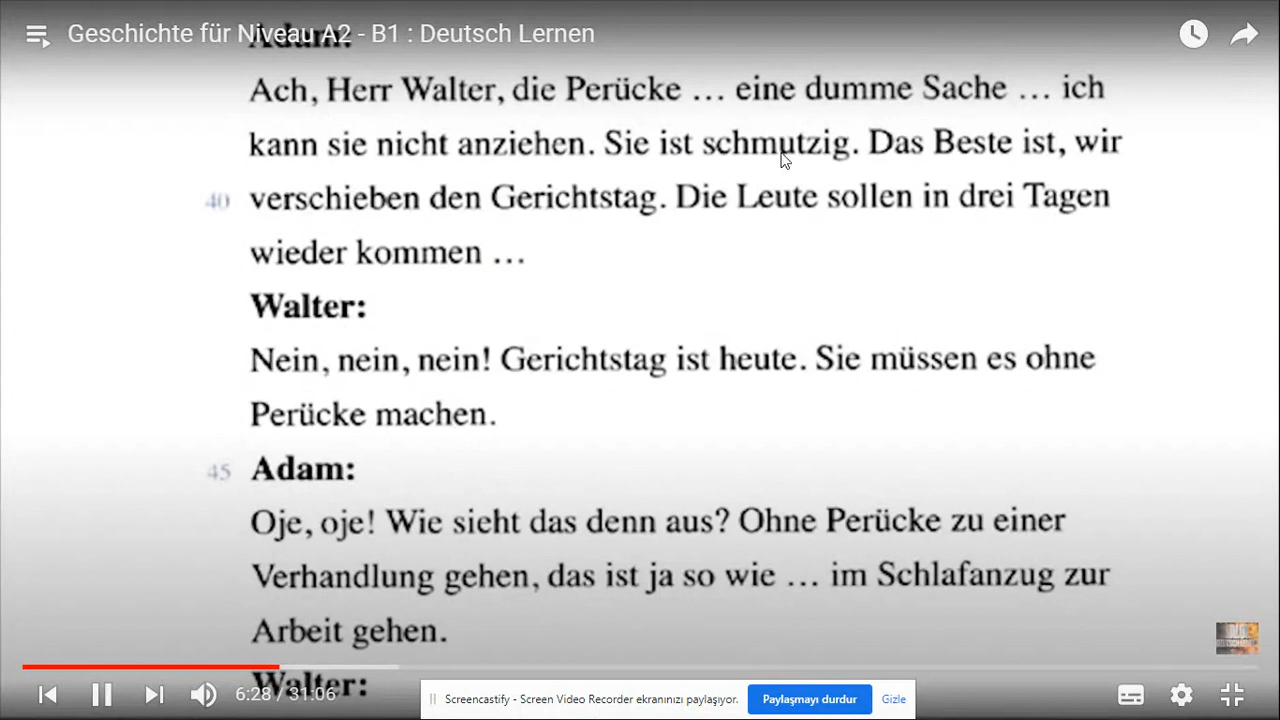 Geschichte für Niveau A2 - B1 : Deutsch Lernen
Adam:
Ach, Herr Walter, die Perücke … eine dumme Sache … ich
kann sie nicht anziehen. Sie ist schmutzig. Das Beste ist, wir
40 verschieben den Gerichtstag. Die Leute sollen in drei Tagen
wieder kommen …
Walter:
Nein, nein, nein! Gerichtstag ist heute. Sie müssen es ohne
Perücke machen.
45 Adam:
Oje, oje! Wie sieht das denn aus? Ohne Perücke zu einer
Verhandlung gehen, das ist ja so wie … im Schlafanzug zur
Arbeit gehen.
Walter:
6:28 / 31:06
Screencastify - Screen Video Recorder ekranınızı paylaşıyor. Paylaşmayı durdur Gizle